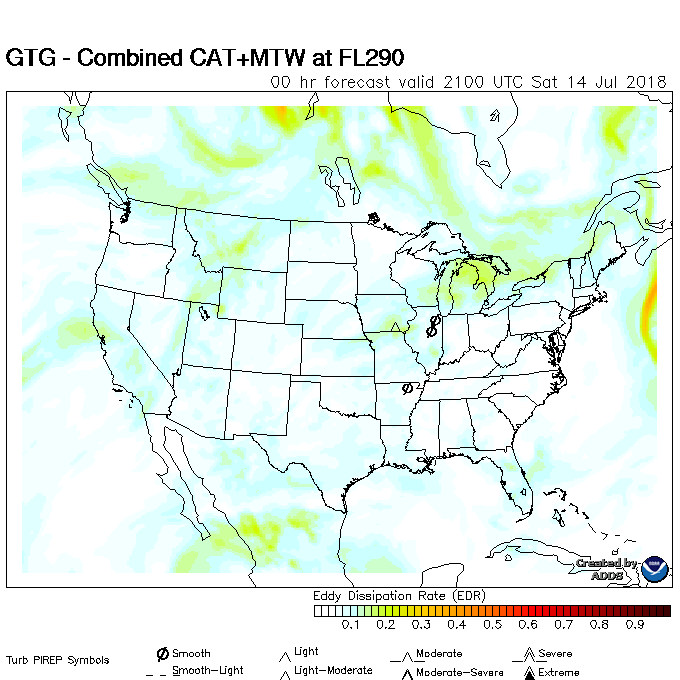 GTG - Combined CAT+MTW at FL290
00 hr forecast valid 2100 UTC Sat 14 Jul 2018
Created by
ADDS
Eddy Dissipation Rate (EDR)
0.1 0.2 0.3 0.4 0.5 0.6 0.7 0.8 0.9
Turb PIREP Symbols
Smooth Light Moderate Severe
Smooth-Light Light-Moderate Moderate-Severe Extreme